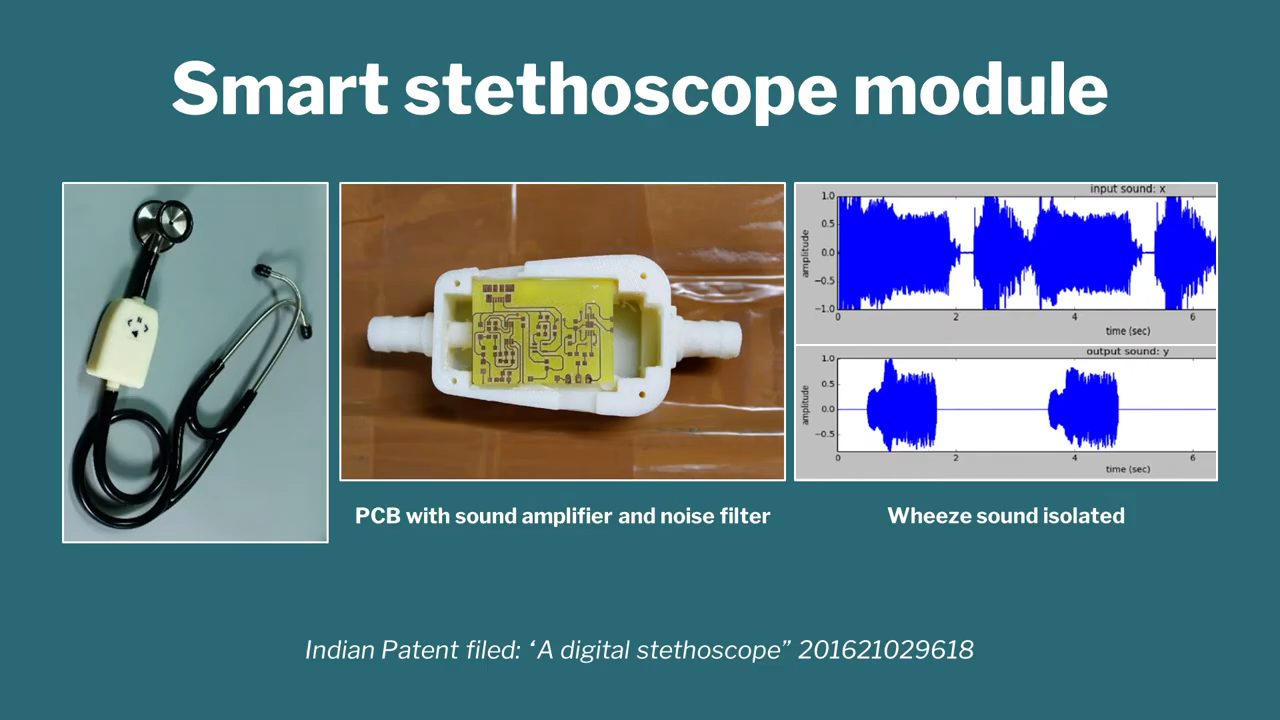 Smart stethoscope module
input sound: x
1.0
0.5
0.0
−0.5
−1.0
amplitude
0 2 4 6
time (sec)
output sound: y
1.0
0.5
0.0
−0.5
amplitude
0 2 4 6
time (sec)
PCB with sound amplifier and noise filter
Wheeze sound isolated
Indian Patent filed: ‘A digital stethoscope” 201621029618